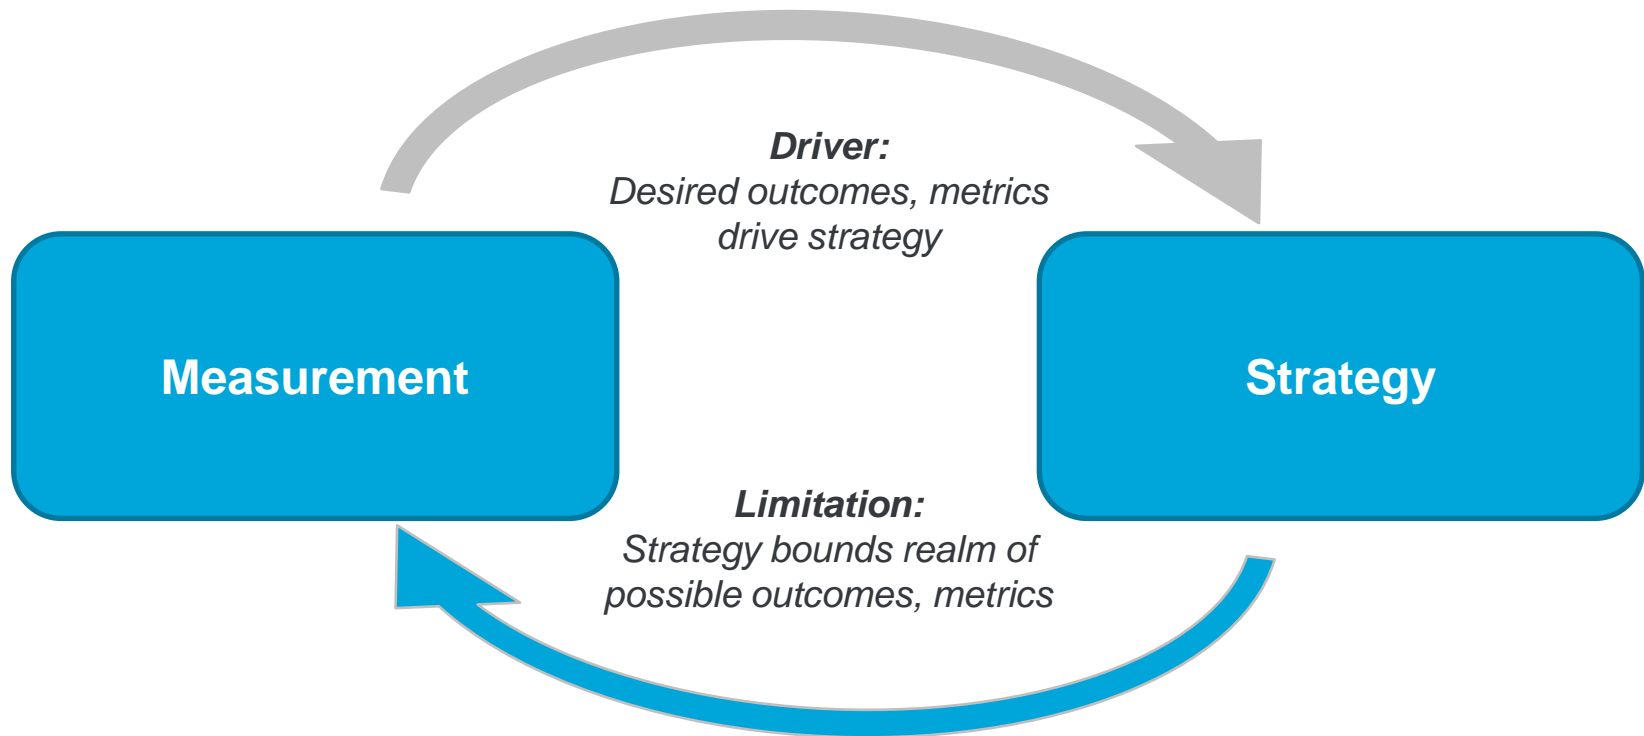 Driver:
Desired outcomes, metrics
drive strategy
Measurement
Strategy
Limitation:
Strategy bounds realm of
possible outcomes, metrics